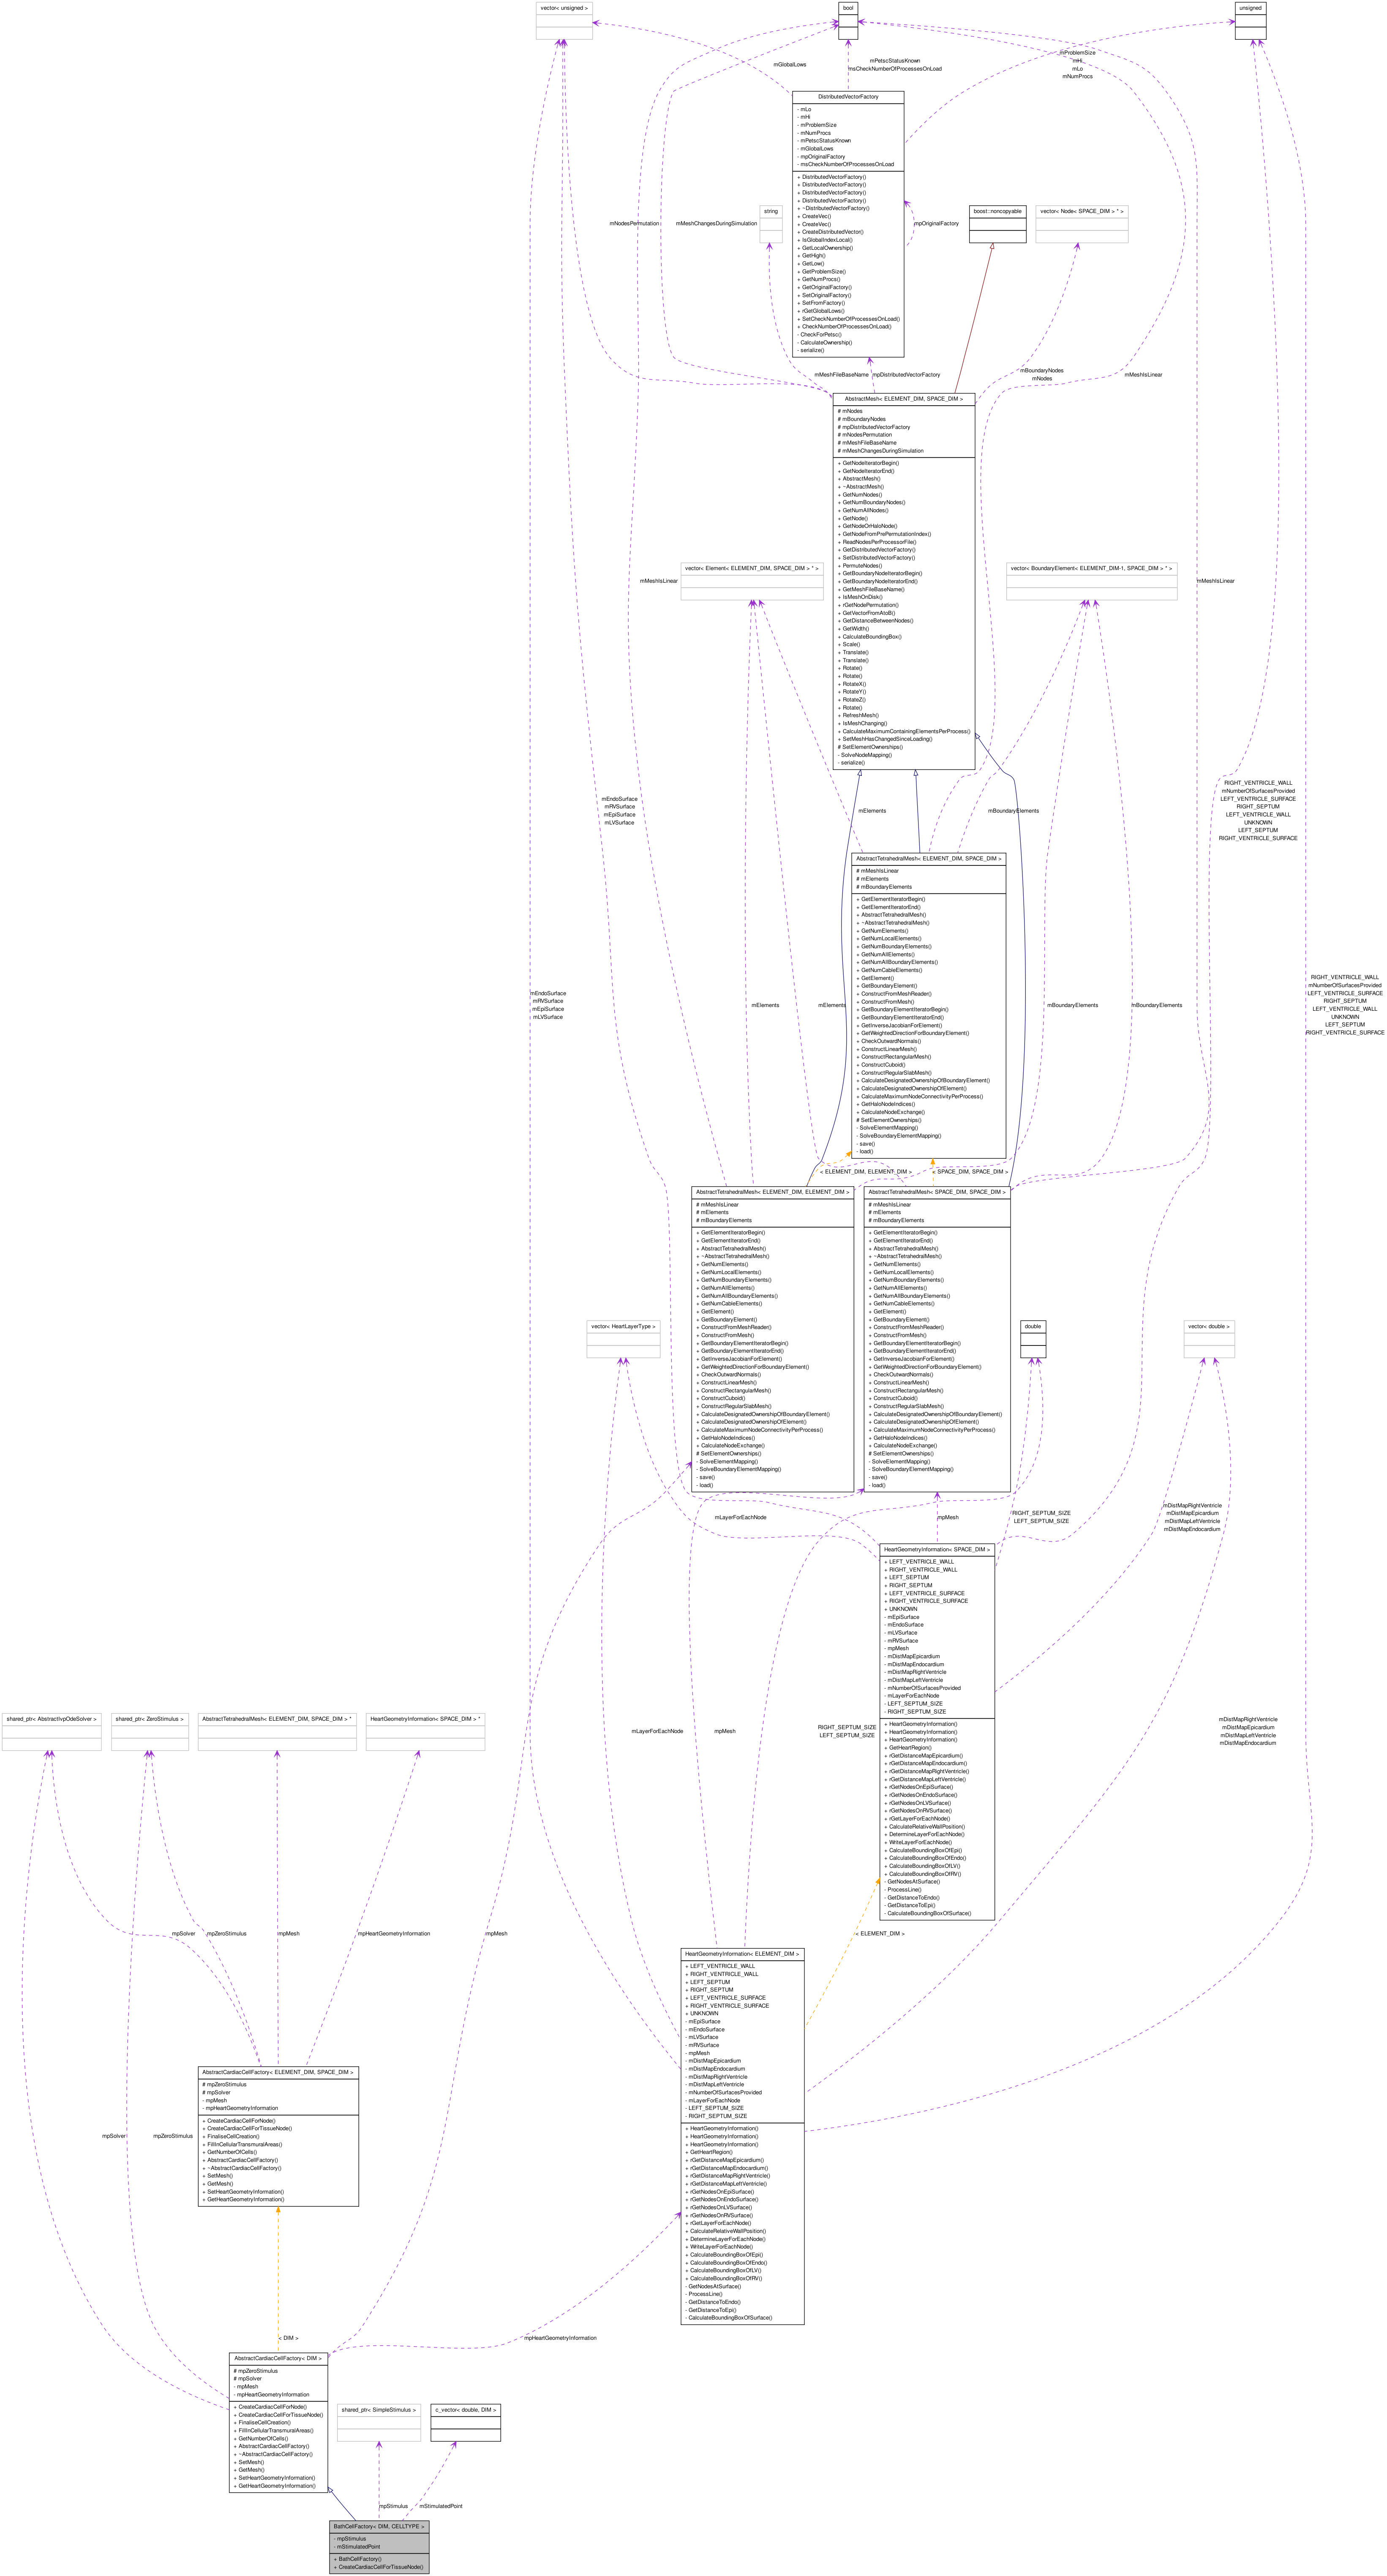 vector< unsigned >
bool
unsigned
mGlobalLows
mPetscStatusKnown
msCheckNumberOfProcessesOnLoad
mProblemSize
mHi
mLo
mNumProcs
DistributedVectorFactory
- mLo
- mHi
- mProblemSize
- mNumProcs
- mPetscStatusKnown
- mGlobalLows
- mpOriginalFactory
- msCheckNumberOfProcessesOnLoad
+ DistributedVectorFactory()
+ DistributedVectorFactory()
+ DistributedVectorFactory()
+ DistributedVectorFactory()
+ ~DistributedVectorFactory()
+ CreateVec()
+ CreateVec()
+ CreateDistributedVector()
+ IsGlobalIndexLocal()
+ GetLocalOwnership()
+ GetHigh()
+ GetLow()
+ GetProblemSize()
+ GetNumProcs()
+ GetOriginalFactory()
+ SetOriginalFactory()
+ SetFromFactory()
+ rGetGlobalLows()
+ SetCheckNumberOfProcessesOnLoad()
+ CheckNumberOfProcessesOnLoad()
- CheckForPetsc()
- CalculateOwnership()
- serialize()
string
boost::noncopyable
vector< Node< SPACE_DIM > * >
mNodesPermutation
mMeshChangesDuringSimulation
mpOriginalFactory
mMeshFileBaseName
mpDistributedVectorFactory
mBoundaryNodes
mNodes
mMeshIsLinear
AbstractMesh< ELEMENT_DIM, SPACE_DIM >
# mNodes
# mBoundaryNodes
# mpDistributedVectorFactory
# mNodesPermutation
# mMeshFileBaseName
# mMeshChangesDuringSimulation
+ GetNodeIteratorBegin()
+ GetNodeIteratorEnd()
+ AbstractMesh()
+ ~AbstractMesh()
+ GetNumNodes()
+ GetNumBoundaryNodes()
+ GetNumAllNodes()
+ GetNode()
+ GetNodeOrHaloNode()
+ GetNodeFromPrePermutationIndex()
+ ReadNodesPerProcessorFile()
+ GetDistributedVectorFactory()
+ SetDistributedVectorFactory()
+ PermuteNodes()
+ GetBoundaryNodeIteratorBegin()
+ GetBoundaryNodeIteratorEnd()
+ GetMeshFileBaseName()
+ IsMeshOnDisk()
+ rGetNodePermutation()
+ GetVectorFromAtoB()
+ GetDistanceBetweenNodes()
+ GetWidth()
+ CalculateBoundingBox()
+ Scale()
+ Translate()
+ Translate()
+ Rotate()
+ Rotate()
+ RotateX()
+ RotateY()
+ RotateZ()
+ Rotate()
+ RefreshMesh()
+ IsMeshChanging()
+ CalculateMaximumContainingElementsPerProcess()
+ SetMeshHasChangedSinceLoading()
# SetElementOwnerships()
- SolveNodeMapping()
- serialize()
vector< Element< ELEMENT_DIM, SPACE_DIM > * >
vector< BoundaryElement< ELEMENT_DIM-1, SPACE_DIM > * >
mMeshIsLinear
mMeshIsLinear
mEndoSurface
mRVSurface
mEpiSurface
mLVSurface
mElements
mBoundaryElements
RIGHT_VENTRICLE_WALL
mNumberOfSurfacesProvided
LEFT_VENTRICLE_SURFACE
RIGHT_SEPTUM
LEFT_VENTRICLE_WALL
UNKNOWN
LEFT_SEPTUM
RIGHT_VENTRICLE_SURFACE
AbstractTetrahedralMesh< ELEMENT_DIM, SPACE_DIM >
# mMeshIsLinear
# mElements
# mBoundaryElements
+ GetElementIteratorBegin()
+ GetElementIteratorEnd()
+ AbstractTetrahedralMesh()
+ ~AbstractTetrahedralMesh()
+ GetNumElements()
+ GetNumLocalElements()
+ GetNumBoundaryElements()
+ GetNumAllElements()
+ GetNumAllBoundaryElements()
+ GetNumCableElements()
+ GetElement()
+ GetBoundaryElement()
+ ConstructFromMeshReader()
+ ConstructFromMesh()
+ GetBoundaryElementIteratorBegin()
+ GetBoundaryElementIteratorEnd()
+ GetInverseJacobianForElement()
+ GetWeightedDirectionForBoundaryElement()
+ CheckOutwardNormals()
+ ConstructLinearMesh()
+ ConstructRectangularMesh()
+ ConstructCuboid()
+ ConstructRegularSlabMesh()
+ CalculateDesignatedOwnershipOfBoundaryElement()
+ CalculateDesignatedOwnershipOfElement()
+ CalculateMaximumNodeConnectivityPerProcess()
+ GetHaloNodeIndices()
+ CalculateNodeExchange()
# SetElementOwnerships()
- SolveElementMapping()
- SolveBoundaryElementMapping()
- save()
- load()
mEndoSurface
mRVSurface
mEpiSurface
mLVSurface
mElements
mElements
mBoundaryElements
mBoundaryElements
RIGHT_VENTRICLE_WALL
mNumberOfSurfacesProvided
LEFT_VENTRICLE_SURFACE
RIGHT_SEPTUM
LEFT_VENTRICLE_WALL
UNKNOWN
LEFT_SEPTUM
RIGHT_VENTRICLE_SURFACE
< ELEMENT_DIM, ELEMENT_DIM >
< SPACE_DIM, SPACE_DIM >
AbstractTetrahedralMesh< ELEMENT_DIM, ELEMENT_DIM >
# mMeshIsLinear
# mElements
# mBoundaryElements
+ GetElementIteratorBegin()
+ GetElementIteratorEnd()
+ AbstractTetrahedralMesh()
+ ~AbstractTetrahedralMesh()
+ GetNumElements()
+ GetNumLocalElements()
+ GetNumBoundaryElements()
+ GetNumAllElements()
+ GetNumAllBoundaryElements()
+ GetNumCableElements()
+ GetElement()
+ GetBoundaryElement()
+ ConstructFromMeshReader()
+ ConstructFromMesh()
+ GetBoundaryElementIteratorBegin()
+ GetBoundaryElementIteratorEnd()
+ GetInverseJacobianForElement()
+ GetWeightedDirectionForBoundaryElement()
+ CheckOutwardNormals()
+ ConstructLinearMesh()
+ ConstructRectangularMesh()
+ ConstructCuboid()
+ ConstructRegularSlabMesh()
+ CalculateDesignatedOwnershipOfBoundaryElement()
+ CalculateDesignatedOwnershipOfElement()
+ CalculateMaximumNodeConnectivityPerProcess()
+ GetHaloNodeIndices()
+ CalculateNodeExchange()
# SetElementOwnerships()
- SolveElementMapping()
- SolveBoundaryElementMapping()
- save()
- load()
AbstractTetrahedralMesh< SPACE_DIM, SPACE_DIM >
# mMeshIsLinear
# mElements
# mBoundaryElements
+ GetElementIteratorBegin()
+ GetElementIteratorEnd()
+ AbstractTetrahedralMesh()
+ ~AbstractTetrahedralMesh()
+ GetNumElements()
+ GetNumLocalElements()
+ GetNumBoundaryElements()
+ GetNumAllElements()
+ GetNumAllBoundaryElements()
+ GetNumCableElements()
+ GetElement()
+ GetBoundaryElement()
+ ConstructFromMeshReader()
+ ConstructFromMesh()
+ GetBoundaryElementIteratorBegin()
+ GetBoundaryElementIteratorEnd()
+ GetInverseJacobianForElement()
+ GetWeightedDirectionForBoundaryElement()
+ CheckOutwardNormals()
+ ConstructLinearMesh()
+ ConstructRectangularMesh()
+ ConstructCuboid()
+ ConstructRegularSlabMesh()
+ CalculateDesignatedOwnershipOfBoundaryElement()
+ CalculateDesignatedOwnershipOfElement()
+ CalculateMaximumNodeConnectivityPerProcess()
+ GetHaloNodeIndices()
+ CalculateNodeExchange()
# SetElementOwnerships()
- SolveElementMapping()
- SolveBoundaryElementMapping()
- save()
- load()
vector< HeartLayerType >
double
vector< double >
mLayerForEachNode
mpMesh
RIGHT_SEPTUM_SIZE
LEFT_SEPTUM_SIZE
mDistMapRightVentricle
mDistMapEpicardium
mDistMapLeftVentricle
mDistMapEndocardium
HeartGeometryInformation< SPACE_DIM >
+ LEFT_VENTRICLE_WALL
+ RIGHT_VENTRICLE_WALL
+ LEFT_SEPTUM
+ RIGHT_SEPTUM
+ LEFT_VENTRICLE_SURFACE
+ RIGHT_VENTRICLE_SURFACE
+ UNKNOWN
- mEpiSurface
- mEndoSurface
- mLVSurface
- mRVSurface
- mpMesh
- mDistMapEpicardium
- mDistMapEndocardium
- mDistMapRightVentricle
- mDistMapLeftVentricle
- mNumberOfSurfacesProvided
- mLayerForEachNode
- LEFT_SEPTUM_SIZE
- RIGHT_SEPTUM_SIZE
+ HeartGeometryInformation()
+ HeartGeometryInformation()
+ HeartGeometryInformation()
+ GetHeartRegion()
+ rGetDistanceMapEpicardium()
+ rGetDistanceMapEndocardium()
+ rGetDistanceMapRightVentricle()
+ rGetDistanceMapLeftVentricle()
+ rGetNodesOnEpiSurface()
+ rGetNodesOnEndoSurface()
+ rGetNodesOnLVSurface()
+ rGetNodesOnRVSurface()
+ rGetLayerForEachNode()
+ CalculateRelativeWallPosition()
+ DetermineLayerForEachNode()
+ WriteLayerForEachNode()
+ CalculateBoundingBoxOfEpi()
+ CalculateBoundingBoxOfEndo()
+ CalculateBoundingBoxOfLV()
+ CalculateBoundingBoxOfRV()
- GetNodesAtSurface()
- ProcessLine()
- GetDistanceToEndo()
- GetDistanceToEpi()
- CalculateBoundingBoxOfSurface()
shared_ptr< AbstractIvpOdeSolver >
shared_ptr< ZeroStimulus >
AbstractTetrahedralMesh< ELEMENT_DIM, SPACE_DIM > *
HeartGeometryInformation< SPACE_DIM > *
mLayerForEachNode
mpMesh
RIGHT_SEPTUM_SIZE
LEFT_SEPTUM_SIZE
mDistMapRightVentricle
mDistMapEpicardium
mDistMapLeftVentricle
mDistMapEndocardium
mpSolver
mpZeroStimulus
mpMesh
mpHeartGeometryInformation
mpMesh
< ELEMENT_DIM >
HeartGeometryInformation< ELEMENT_DIM >
+ LEFT_VENTRICLE_WALL
+ RIGHT_VENTRICLE_WALL
+ LEFT_SEPTUM
+ RIGHT_SEPTUM
+ LEFT_VENTRICLE_SURFACE
+ RIGHT_VENTRICLE_SURFACE
+ UNKNOWN
- mEpiSurface
- mEndoSurface
- mLVSurface
- mRVSurface
- mpMesh
- mDistMapEpicardium
- mDistMapEndocardium
- mDistMapRightVentricle
- mDistMapLeftVentricle
- mNumberOfSurfacesProvided
- mLayerForEachNode
- LEFT_SEPTUM_SIZE
- RIGHT_SEPTUM_SIZE
+ HeartGeometryInformation()
+ HeartGeometryInformation()
+ HeartGeometryInformation()
+ GetHeartRegion()
+ rGetDistanceMapEpicardium()
+ rGetDistanceMapEndocardium()
+ rGetDistanceMapRightVentricle()
+ rGetDistanceMapLeftVentricle()
+ rGetNodesOnEpiSurface()
+ rGetNodesOnEndoSurface()
+ rGetNodesOnLVSurface()
+ rGetNodesOnRVSurface()
+ rGetLayerForEachNode()
+ CalculateRelativeWallPosition()
+ DetermineLayerForEachNode()
+ WriteLayerForEachNode()
+ CalculateBoundingBoxOfEpi()
+ CalculateBoundingBoxOfEndo()
+ CalculateBoundingBoxOfLV()
+ CalculateBoundingBoxOfRV()
- GetNodesAtSurface()
- ProcessLine()
- GetDistanceToEndo()
- GetDistanceToEpi()
- CalculateBoundingBoxOfSurface()
AbstractCardiacCellFactory< ELEMENT_DIM, SPACE_DIM >
# mpZeroStimulus
# mpSolver
- mpMesh
- mpHeartGeometryInformation
+ CreateCardiacCellForNode()
+ CreateCardiacCellForTissueNode()
+ FinaliseCellCreation()
+ FillInCellularTransmuralAreas()
+ GetNumberOfCells()
+ AbstractCardiacCellFactory()
+ ~AbstractCardiacCellFactory()
+ SetMesh()
+ GetMesh()
+ SetHeartGeometryInformation()
+ GetHeartGeometryInformation()
mpSolver
mpZeroStimulus
< DIM >
mpHeartGeometryInformation
AbstractCardiacCellFactory< DIM >
# mpZeroStimulus
# mpSolver
- mpMesh
- mpHeartGeometryInformation
+ CreateCardiacCellForNode()
+ CreateCardiacCellForTissueNode()
+ FinaliseCellCreation()
+ FillInCellularTransmuralAreas()
+ GetNumberOfCells()
+ AbstractCardiacCellFactory()
+ ~AbstractCardiacCellFactory()
+ SetMesh()
+ GetMesh()
+ SetHeartGeometryInformation()
+ GetHeartGeometryInformation()
shared_ptr< SimpleStimulus >
c_vector< double, DIM >
mpStimulus
mStimulatedPoint
BathCellFactory< DIM, CELLTYPE >
- mpStimulus
- mStimulatedPoint
+ BathCellFactory()
+ CreateCardiacCellForTissueNode()